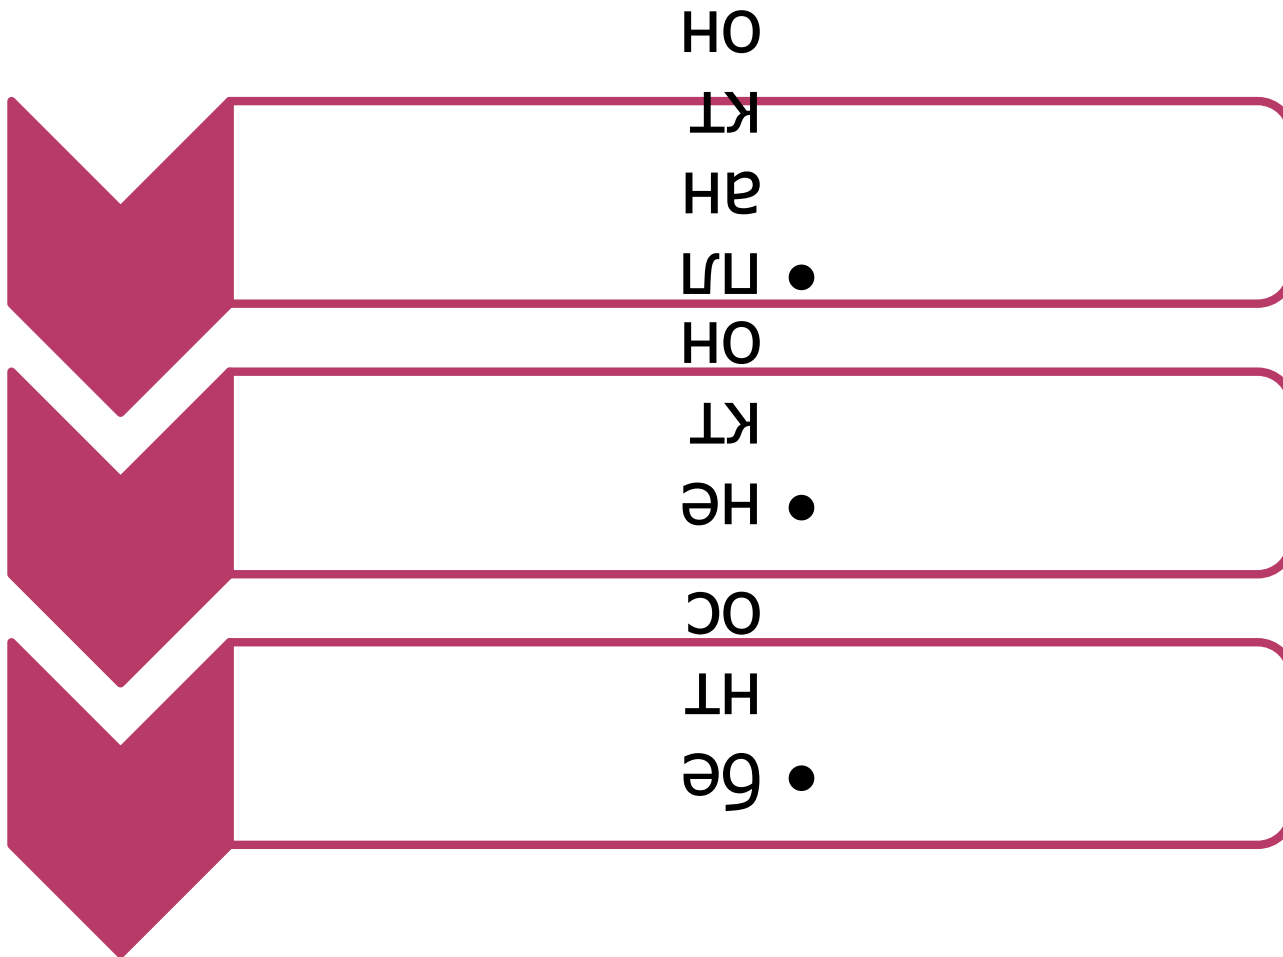 • бе
нт
ос
• не
кт
он
• пл
ан
кт
он